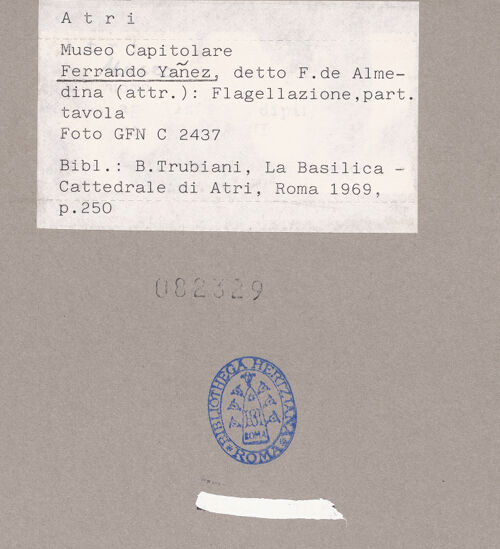 Atri
Museo Capitolare
Ferrando Yañez, detto F.de Alme-
dina (attr.): Flagellazione,part.
tavola
Foto GFN C 2437
Bibl.: B.Trubiani, La Basilica -
Cattedrale di Atri, Roma 1969,
p.250
082329
BIBLIOTHECA HERTZIANA
ROMA
ROMA